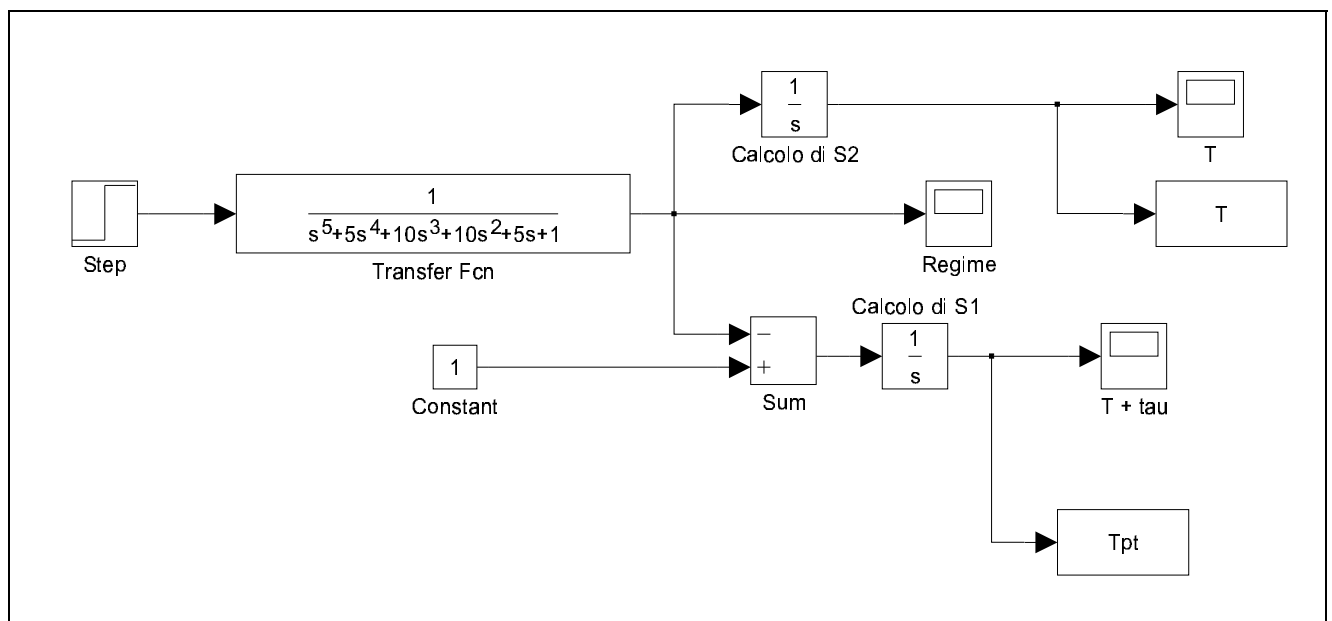 1
s
Calcolo di S2
T
Step
1
s5+5s4+10s3+10s2+5s+1
Transfer Fcn
Regime
T
Calcolo di S1
1
Constant
−
+
Sum
1
s
T + tau
Tpt